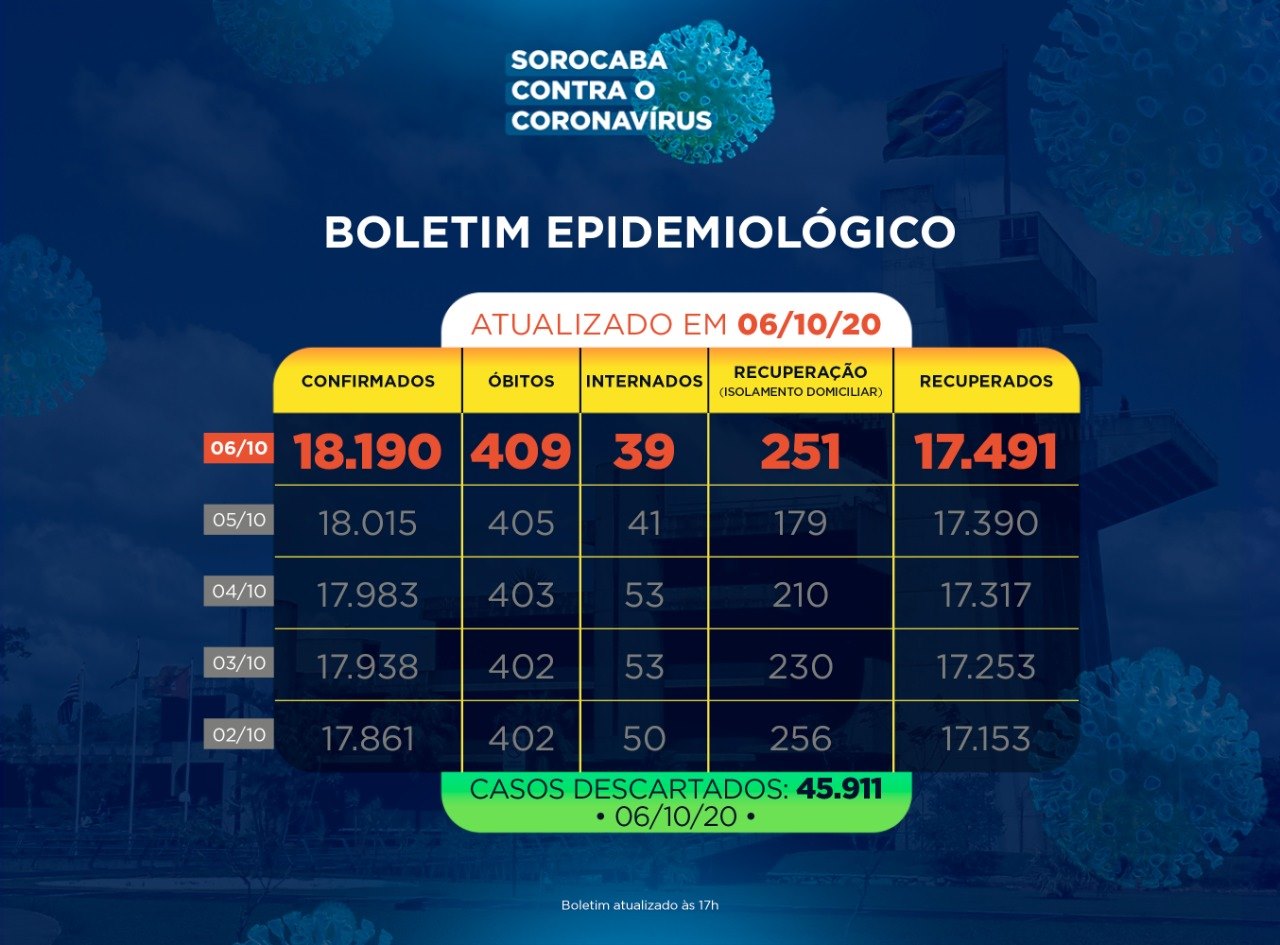 SOROCABA
CONTRA O
CORONAVÍRUS
BOLETIM EPIDEMIOLÓGICO
ATUALIZADO EM 06/10/20
CONFIRMADOS ÓBITOS INTERNADOS RECUPERAÇÃO (ISOLAMENTO DOMICILIAR) RECUPERADOS
06/10 18.190 409 39 251 17.491
05/10 18.015 405 41 179 17.390
04/10 17.983 403 53 210 17.317
03/10 17.938 402 53 230 17.253
02/10 17.861 402 50 256 17.153
CASOS DESCARTADOS: 45.911
• 06/10/20 •
Boletim atualizado às 17h